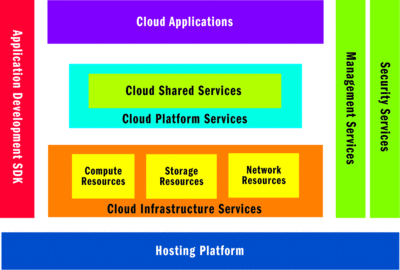 Cloud Applications
Application Development SDK
Cloud Shared Services
Cloud Platform Services
Management Services
Security Services
Compute
Resources
Storage
Resources
Network
Resources
Cloud Infrastructure Services
Hosting Platform